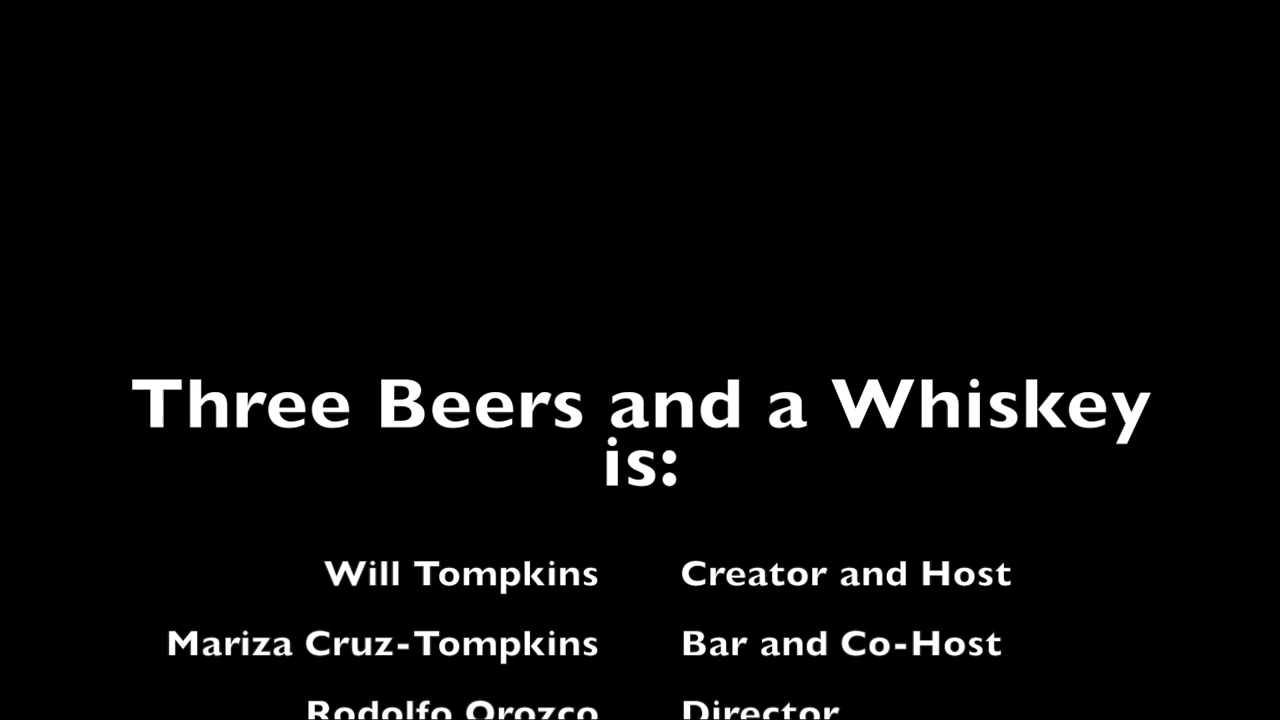 Three Beers and a Whiskey
is:
Will Tompkins Creator and Host
Mariza Cruz-Tompkins Bar and Co-Host
Rodolfo Orozco Director